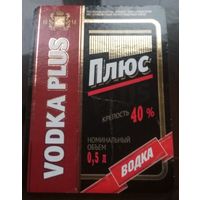 VODKA PLUS
Плюс
КРЕПОСТЬ 40 %
НОМИНАЛЬНЫЙ
ОБЪЕМ
0,5 л
ВОДКА